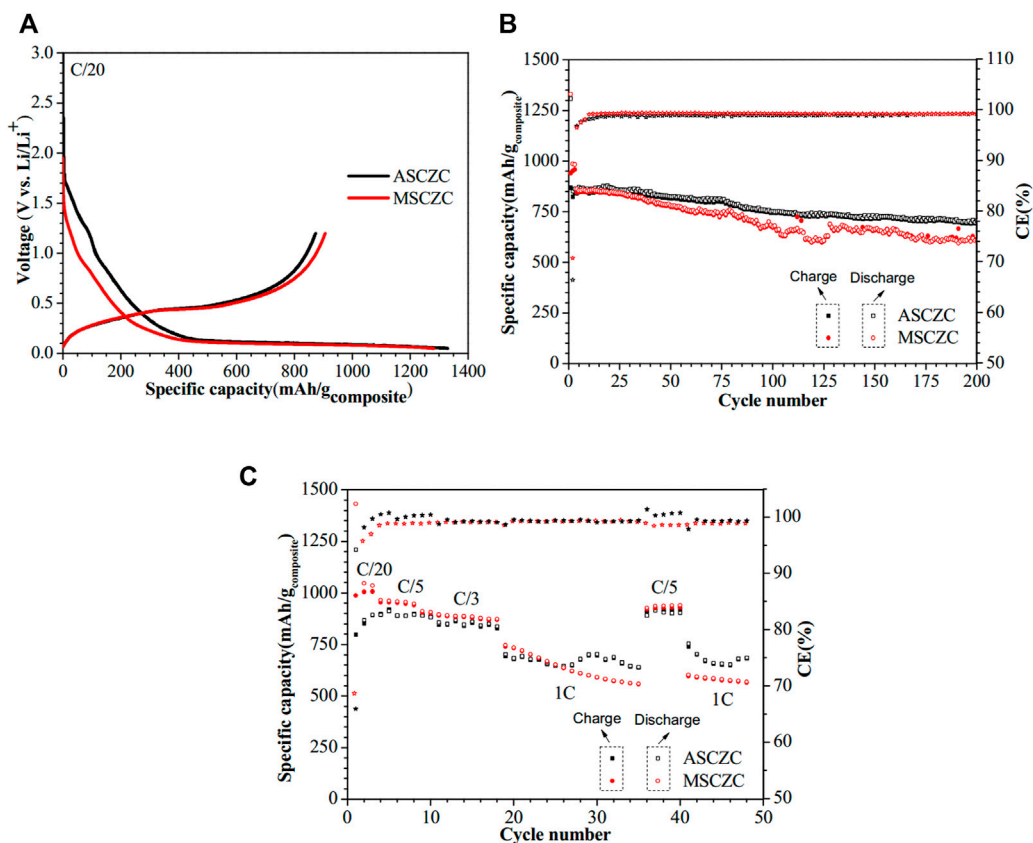 A
C/20
ASCZC
MSCZC
Voltage (V vs. Li/Li+)
3.0
2.5
2.0
1.5
1.0
0.5
0.0
0 200 400 600 800 1000 1200 1400
Specific capacity(mAh/gcomposite)
B
Specific capacity(mAh/gcomposite)
1500
1250
1000
750
500
250
0
110
100
90
80
70
60
50
CE(%)
Charge Discharge
ASCZC
MSCZC
0 25 50 75 100 125 150 175 200
Cycle number
C
Specific capacity(mAh/gcomposite)
1500
1250
1000
750
500
250
0
100
90
80
70
60
50
CE(%)
C/20
C/5
C/3
1C
C/5
1C
Charge Discharge
ASCZC
MSCZC
0 10 20 30 40 50
Cycle number